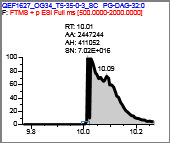 QEF1627_OG34_T5-35-0-3_SC PG-DAG-32:0
F: FTMS + p ESI Full ms [500.0000-2000.0000]
RT: 10.01
AA: 2447244
AH: 411052
SN: 7.02E+016
100
80
60
40
20
0
10.09
9.8
10.0
10.2